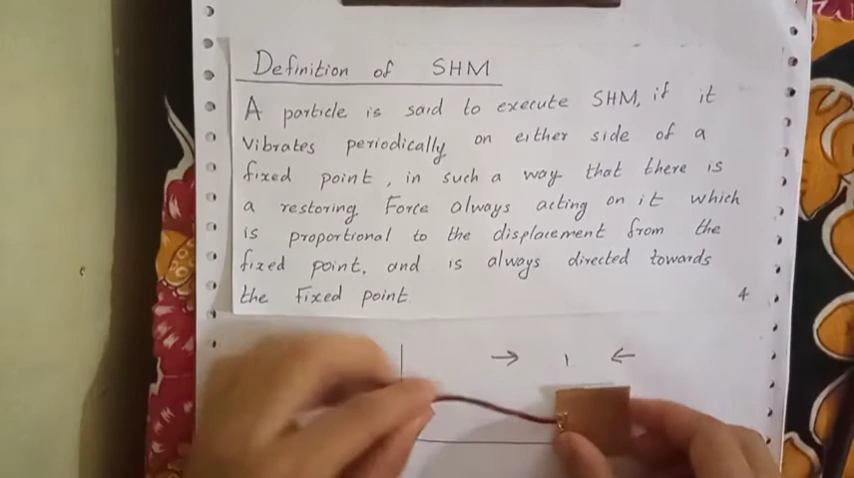 Definition of SHM
A particle is said to execute SHM, if it
vibrates periodically on either side of a
fixed point, in such a way that there is
a restoring Force always acting on it which
is proportional to the displacement from the
fixed point, and is always directed towards
the Fixed point
4